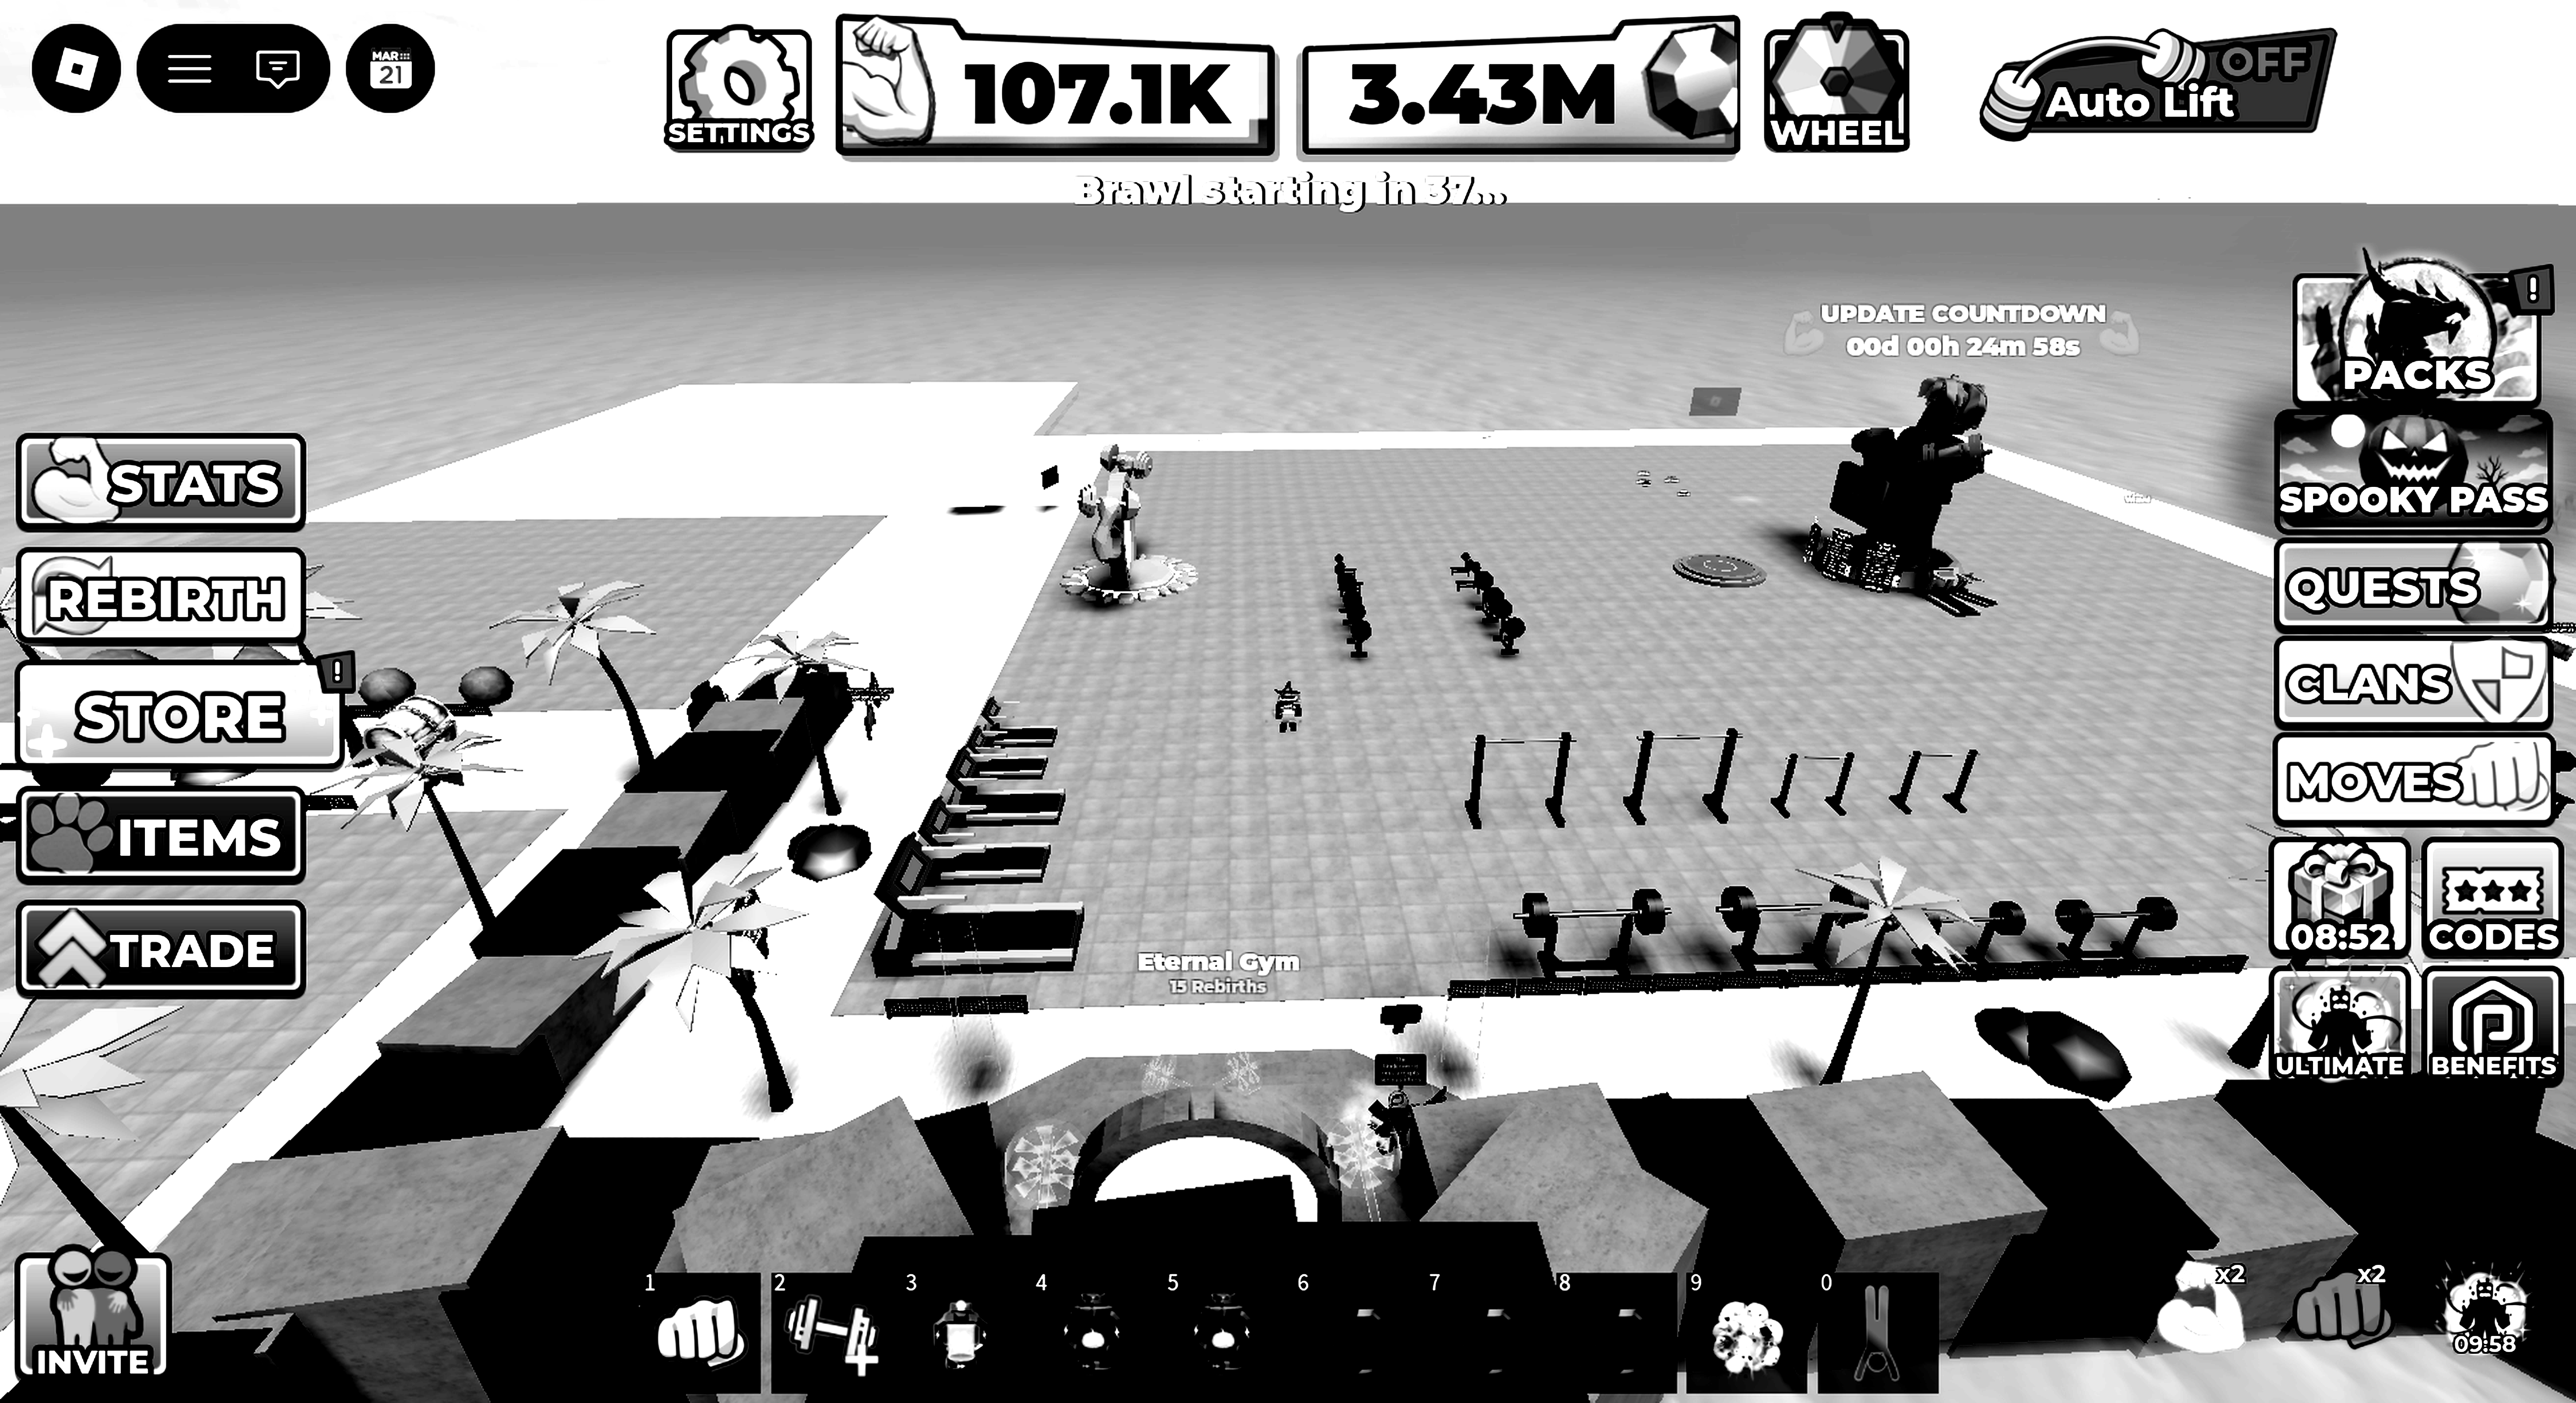 MAR
21
SETTINGS
107.1K
3.43M
WHEEL
OFF
Auto Lift
Brawl starting in 37...
UPDATE COUNTDOWN
00d 00h 24m 58s
!
PACKS
SPOOKY PASS
QUESTS
CLANS
MOVES
08:52
CODES
ULTIMATE
BENEFITS
STATS
REBIRTH
!
STORE
ITEMS
TRADE
INVITE
Eternal Gym
15 Rebirths
1
2
3
4
5
6
7
8
9
0
x2
x2
09:58